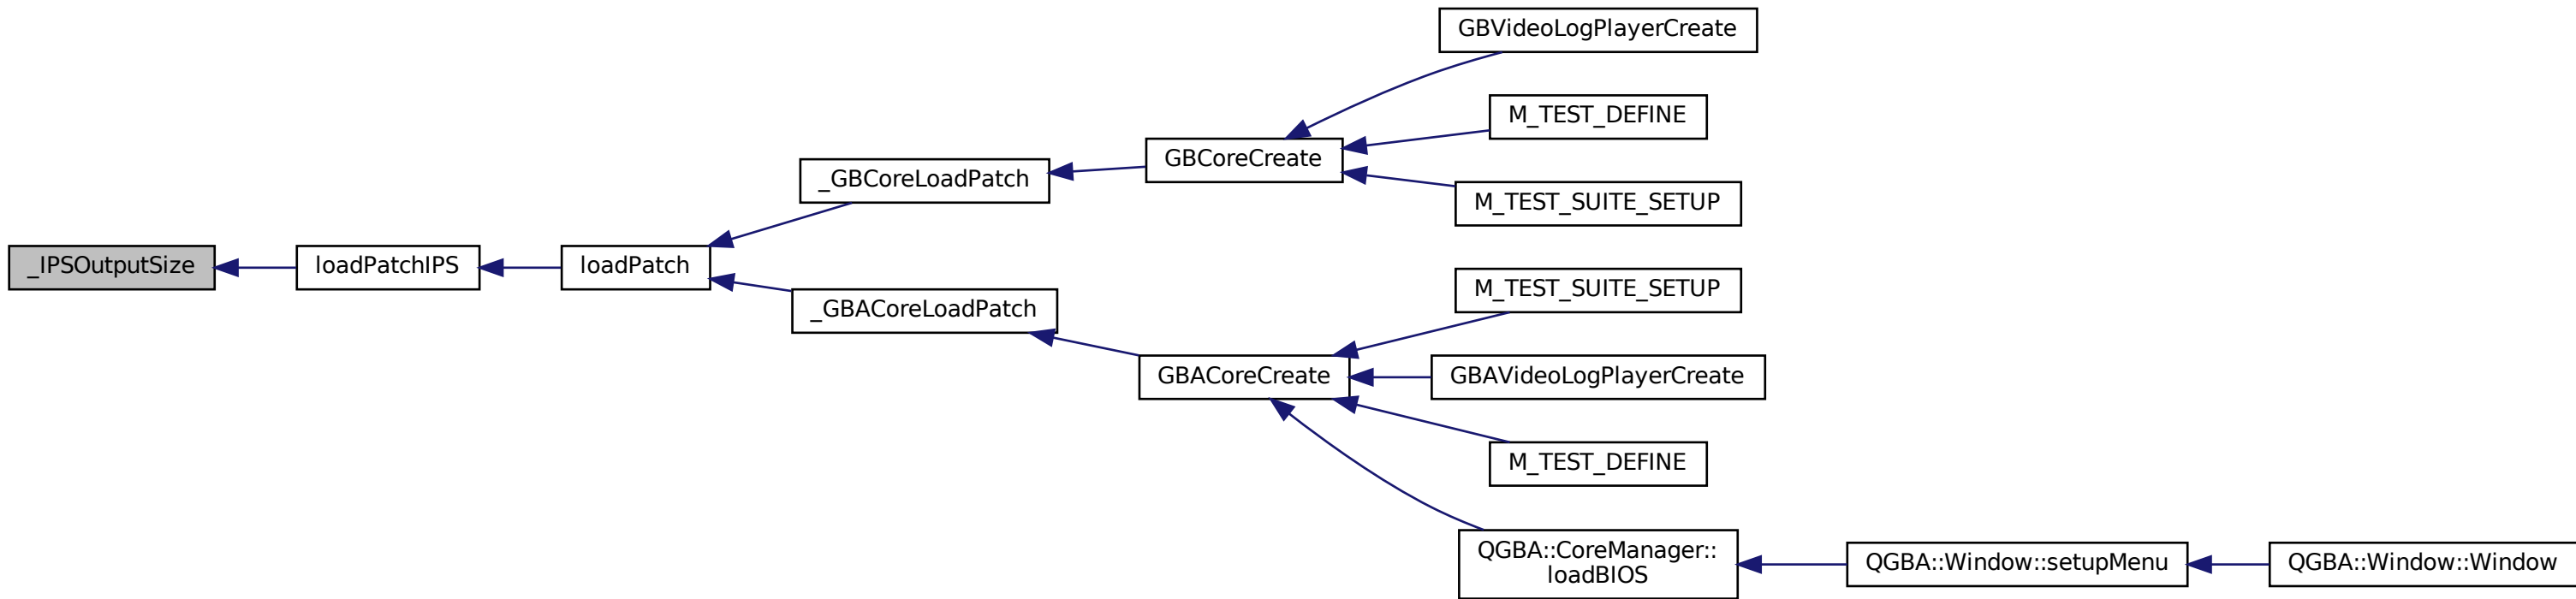 _IPSOutputSize
loadPatchIPS
loadPatch
_GBCoreLoadPatch
GBCoreCreate
GBVideoLogPlayerCreate
M_TEST_DEFINE
M_TEST_SUITE_SETUP
_GBACoreLoadPatch
GBACoreCreate
M_TEST_SUITE_SETUP
GBAVideoLogPlayerCreate
M_TEST_DEFINE
QGBA::CoreManager::
loadBIOS
QGBA::Window::setupMenu
QGBA::Window::Window